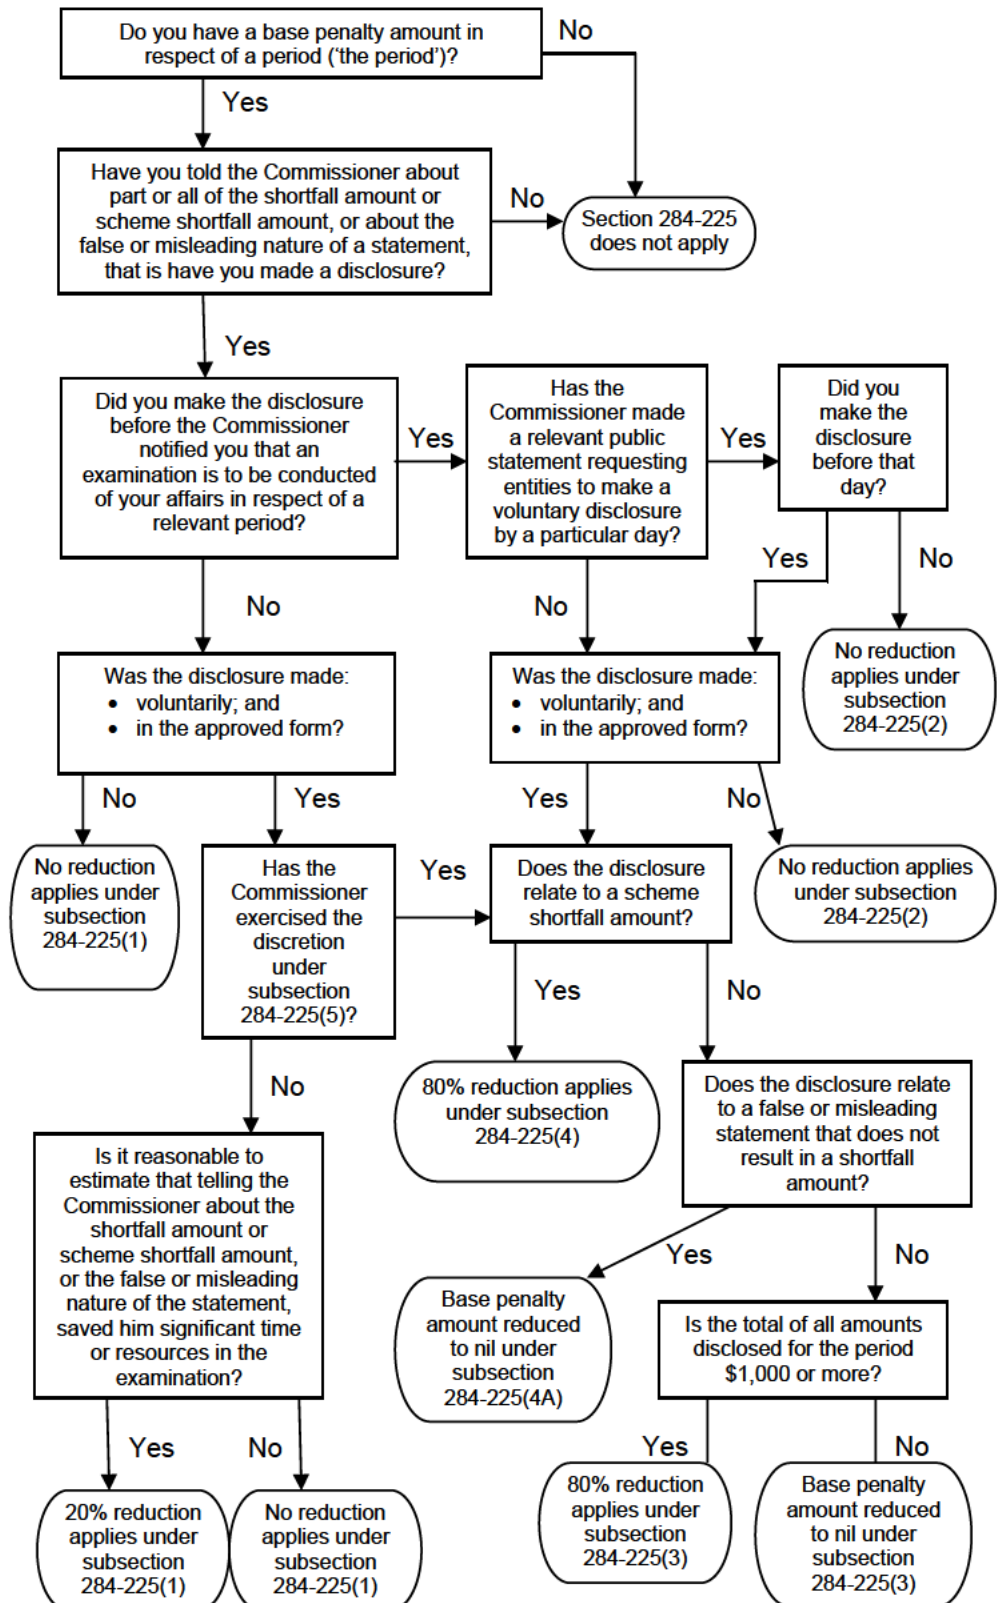 Do you have a base penalty amount in
respect of a period (‘the period’)?
No
Yes
Have you told the Commissioner about
part or all of the shortfall amount or
scheme shortfall amount, or about the
false or misleading nature of a statement,
that is have you made a disclosure?
No
Section 284-225
does not apply
Yes
Did you make the disclosure
before the Commissioner
notified you that an
examination is to be conducted
of your affairs in respect of a
relevant period?
Yes
Has the
Commissioner made
a relevant public
statement requesting
entities to make a
voluntary disclosure
by a particular day?
Yes
Did you
make the
disclosure
before that
day?
No
No
Yes
No
Was the disclosure made:
• voluntarily; and
• in the approved form?
Was the disclosure made:
• voluntarily; and
• in the approved form?
No reduction
applies under
subsection
284-225(2)
No
Yes
Yes
No
No reduction
applies under
subsection
284-225(1)
Has the
Commissioner
exercised the
discretion
under
subsection
284-225(5)?
Yes
Does the disclosure
relate to a scheme
shortfall amount?
No reduction applies
under subsection
284-225(2)
Yes
No
No
80% reduction applies
under subsection
284-225(4)
Does the disclosure relate
to a false or misleading
statement that does not
result in a shortfall
amount?
Is it reasonable to
estimate that telling the
Commissioner about the
shortfall amount or
scheme shortfall amount,
or the false or misleading
nature of the statement,
saved him significant time
or resources in the
examination?
Yes
No
Base penalty
amount reduced
to nil under
subsection
284-225(4A)
Is the total of all amounts
disclosed for the period
$1,000 or more?
Yes
No
Yes
No
20% reduction
applies under
subsection
284-225(1)
No reduction
applies under
subsection
284-225(1)
80% reduction
applies under
subsection
284-225(3)
Base penalty
amount reduced
to nil under
subsection
284-225(3)